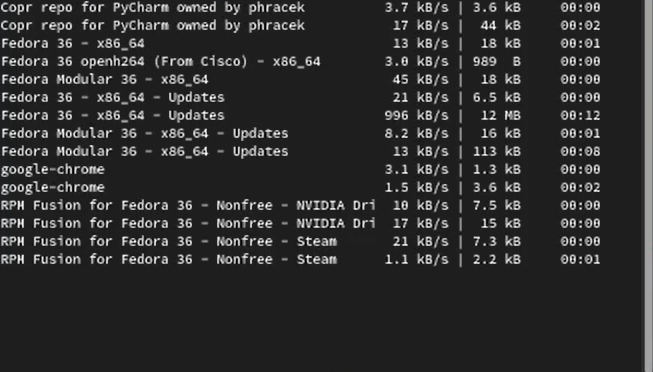 Copr repo for PyCharm owned by phracek 3.7 kB/s | 3.6 kB 00:00
Copr repo for PyCharm owned by phracek 17 kB/s | 44 kB 00:02
Fedora 36 - x86_64 13 kB/s | 18 kB 00:01
Fedora 36 openh264 (From Cisco) - x86_64 3.0 kB/s | 989 B 00:00
Fedora Modular 36 - x86_64 45 kB/s | 18 kB 00:00
Fedora 36 - x86_64 - Updates 21 kB/s | 6.5 kB 00:00
Fedora 36 - x86_64 - Updates 996 kB/s | 12 MB 00:12
Fedora Modular 36 - x86_64 - Updates 8.2 kB/s | 16 kB 00:01
Fedora Modular 36 - x86_64 - Updates 13 kB/s | 113 kB 00:08
google-chrome 3.1 kB/s | 1.3 kB 00:00
google-chrome 1.5 kB/s | 3.6 kB 00:02
RPM Fusion for Fedora 36 - Nonfree - NVIDIA Dri 10 kB/s | 7.5 kB 00:00
RPM Fusion for Fedora 36 - Nonfree - NVIDIA Dri 17 kB/s | 15 kB 00:00
RPM Fusion for Fedora 36 - Nonfree - Steam 21 kB/s | 7.3 kB 00:00
RPM Fusion for Fedora 36 - Nonfree - Steam 1.1 kB/s | 2.2 kB 00:01